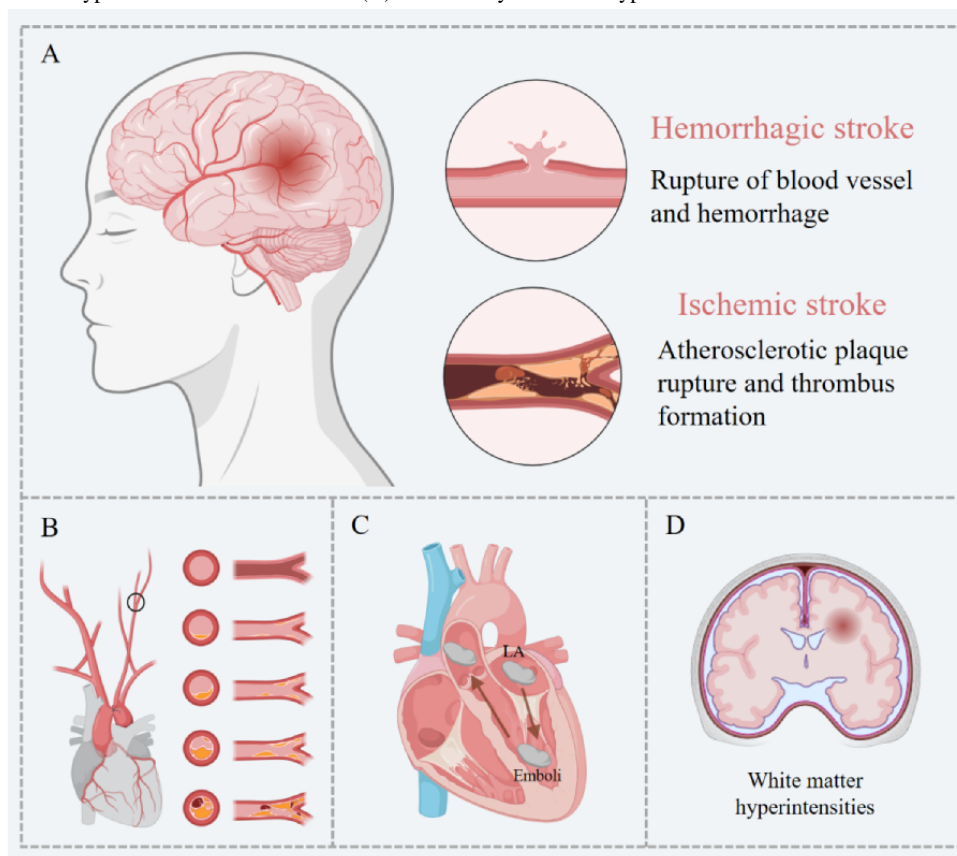 A
Hemorrhagic stroke
Rupture of blood vessel
and hemorrhage
Ischemic stroke
Atherosclerotic plaque
rupture and thrombus
formation
B
C
LA
Emboli
D
White matter
hyperintensities